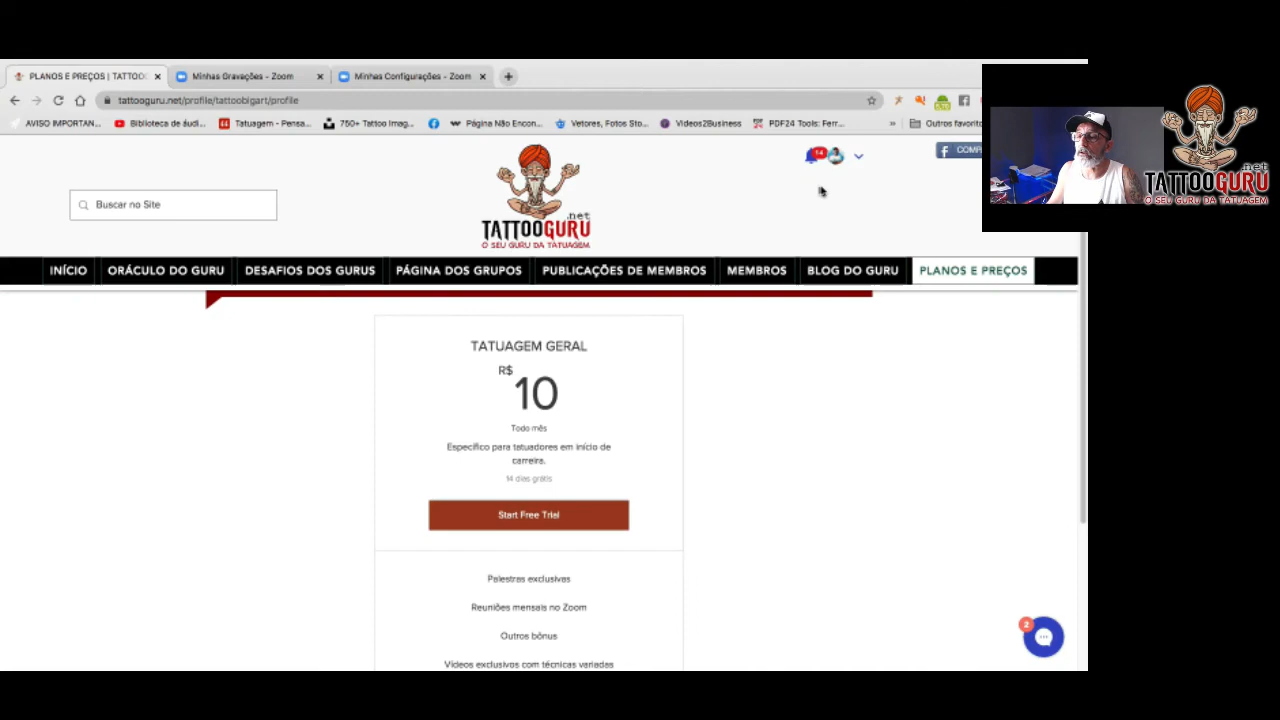 PLANOS E PREÇOS | TATTOO
Minhas Gravações - Zoom
Minhas Configurações - Zoom
tattooguru.net/profile/tattoobigart/profile
AVISO IMPORTAN...
Biblioteca de áudi...
Tatuagem - Pensa...
750+ Tattoo Imag...
Página Não Encon...
Vetores, Fotos Sto...
Videos2Business
PDF24 Tools: Ferr...
Outros favorito
14
COMP
Buscar no Site
.net
TATTOOGURU
O SEU GURU DA TATUAGEM
.net
TATTOOGURU
O SEU GURU DA TATUAGEM
INÍCIO
ORÁCULO DO GURU
DESAFIOS DOS GURUS
PÁGINA DOS GRUPOS
PUBLICAÇÕES DE MEMBROS
MEMBROS
BLOG DO GURU
PLANOS E PREÇOS
TATUAGEM GERAL
R$
10
Todo mês
Específico para tatuadores em início de
carreira.
14 dias grátis
Start Free Trial
Palestras exclusivas
Reuniões mensais no Zoom
Outros bônus
Vídeos exclusivos com técnicas variadas
2